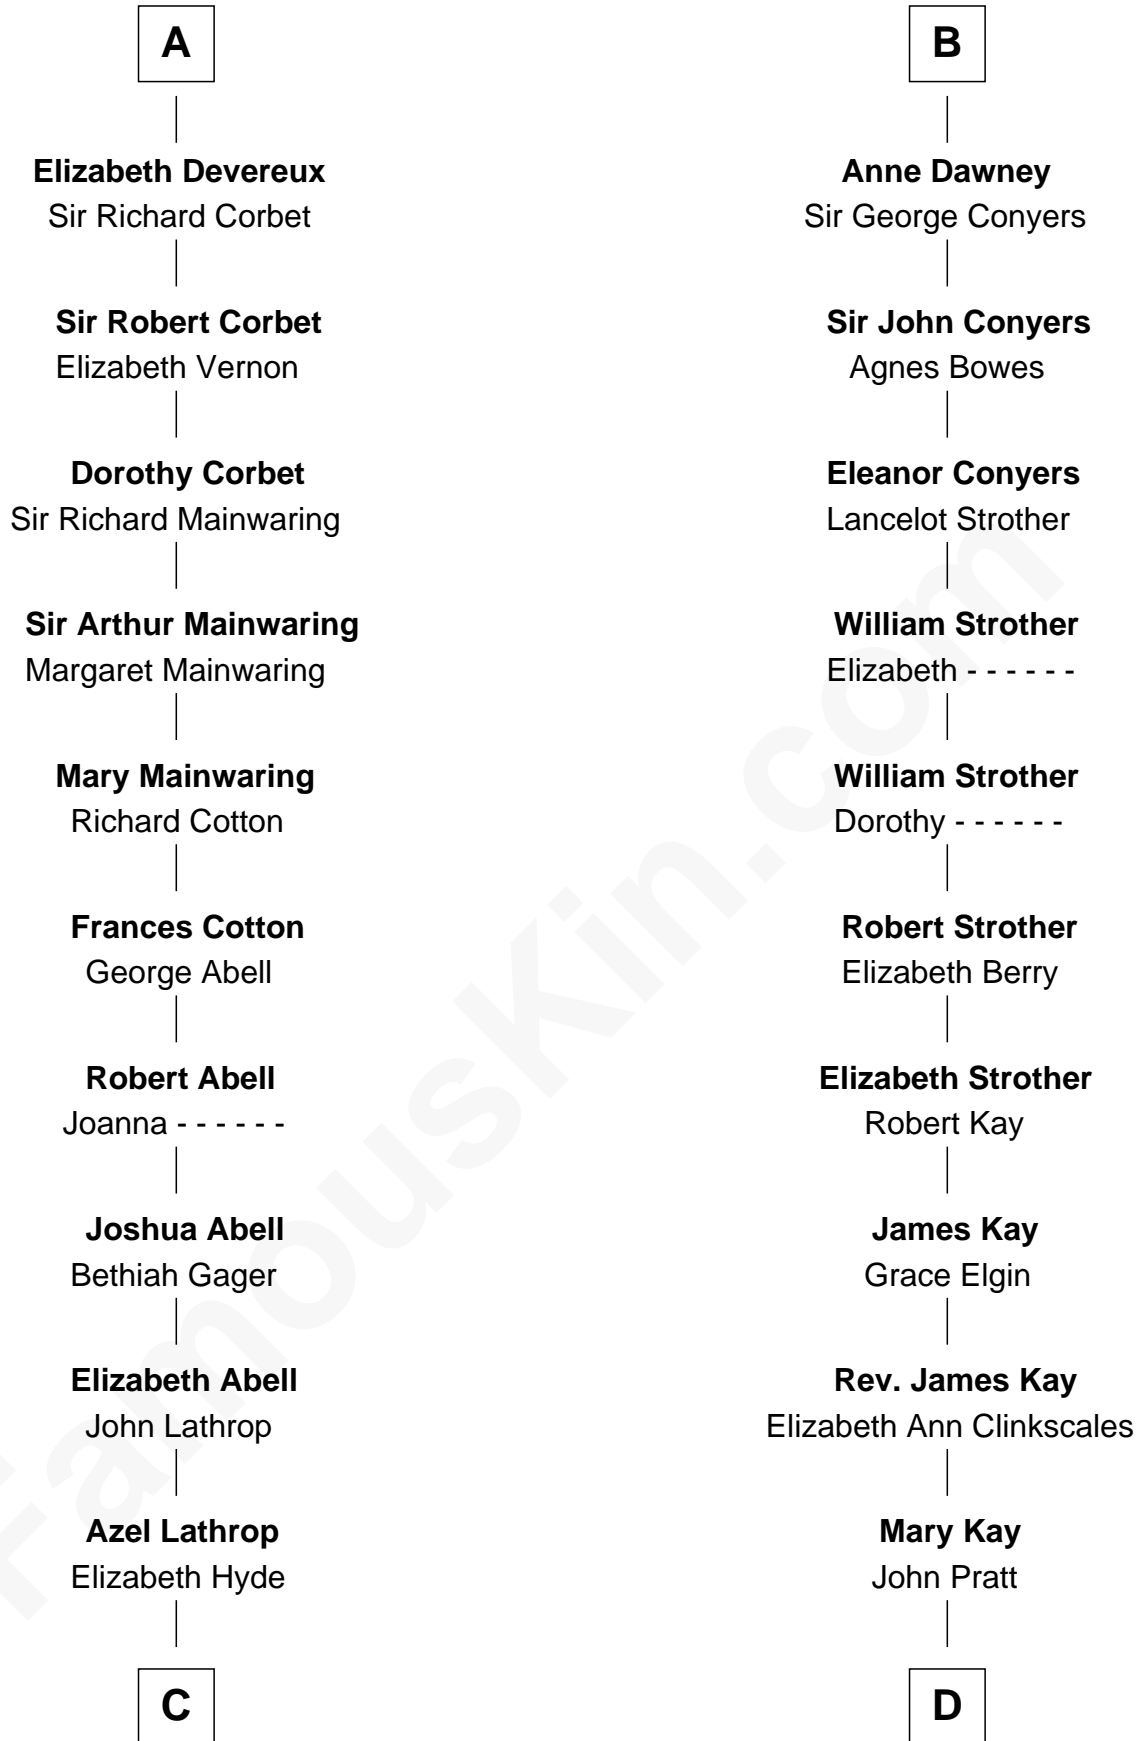 A
Elizabeth Devereux
Sir Richard Corbet
Sir Robert Corbet
Elizabeth Vernon
Dorothy Corbet
Sir Richard Mainwaring
Sir Arthur Mainwaring
Margaret Mainwaring
Mary Mainwaring
Richard Cotton
Frances Cotton
George Abell
Robert Abell
Joanna - - - - - -
Joshua Abell
Bethiah Gager
Elizabeth Abell
John Lathrop
Azel Lathrop
Elizabeth Hyde
C
B
Anne Dawney
Sir George Conyers
Sir John Conyers
Agnes Bowes
Eleanor Conyers
Lancelot Strother
William Strother
Elizabeth - - - - - -
William Strother
Dorothy - - - - - -
Robert Strother
Elizabeth Berry
Elizabeth Strother
Robert Kay
James Kay
Grace Elgin
Rev. James Kay
Elizabeth Ann Clinkscales
Mary Kay
John Pratt
D
FamousKin.com